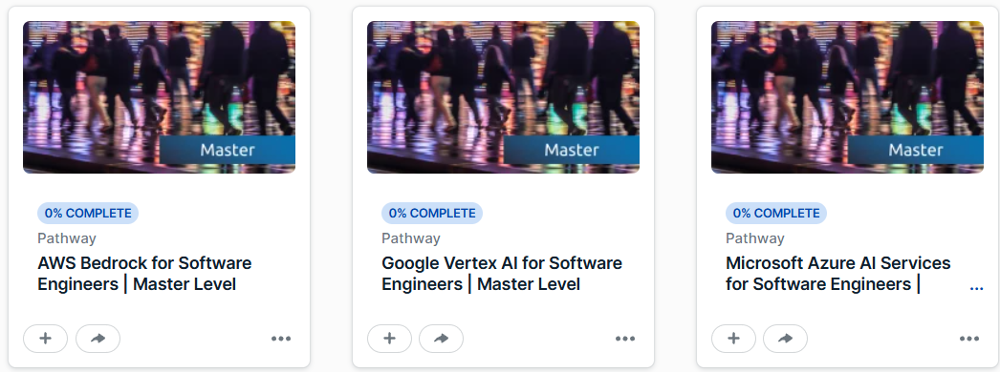 Master
0% COMPLETE
Pathway
AWS Bedrock for Software
Engineers | Master Level
Master
0% COMPLETE
Pathway
Google Vertex AI for Software
Engineers | Master Level
Master
0% COMPLETE
Pathway
Microsoft Azure AI Services
for Software Engineers |
...